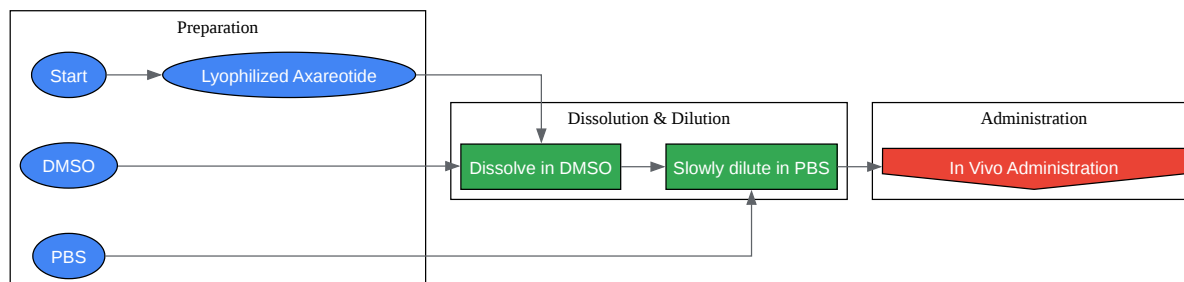 Preparation
Start
Lyophilized Axareotide
DMSO
PBS
Dissolution & Dilution
Dissolve in DMSO
Slowly dilute in PBS
Administration
In Vivo Administration